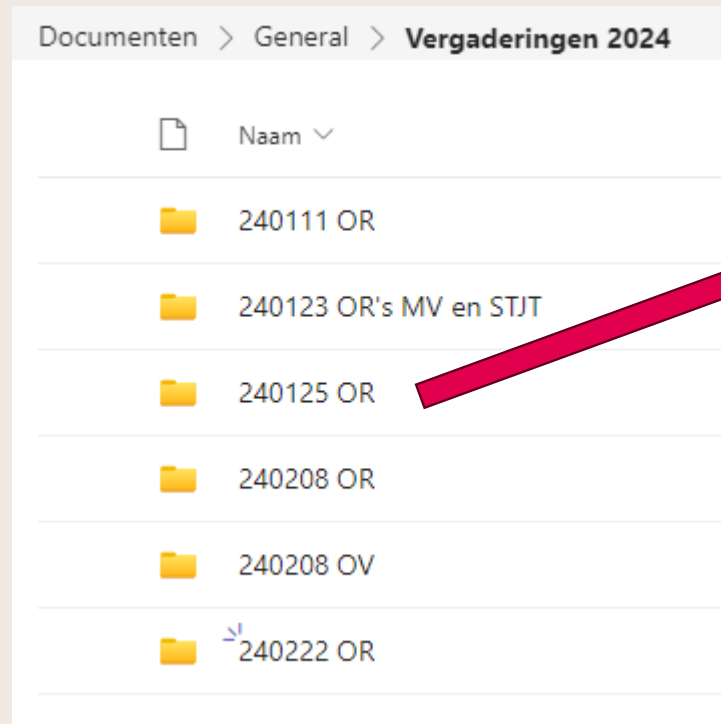 Documenten > General > Vergaderingen 2024
Naam
240111 OR
240123 OR's MV en STJT
240125 OR
240208 OR
240208 OV
240222 OR